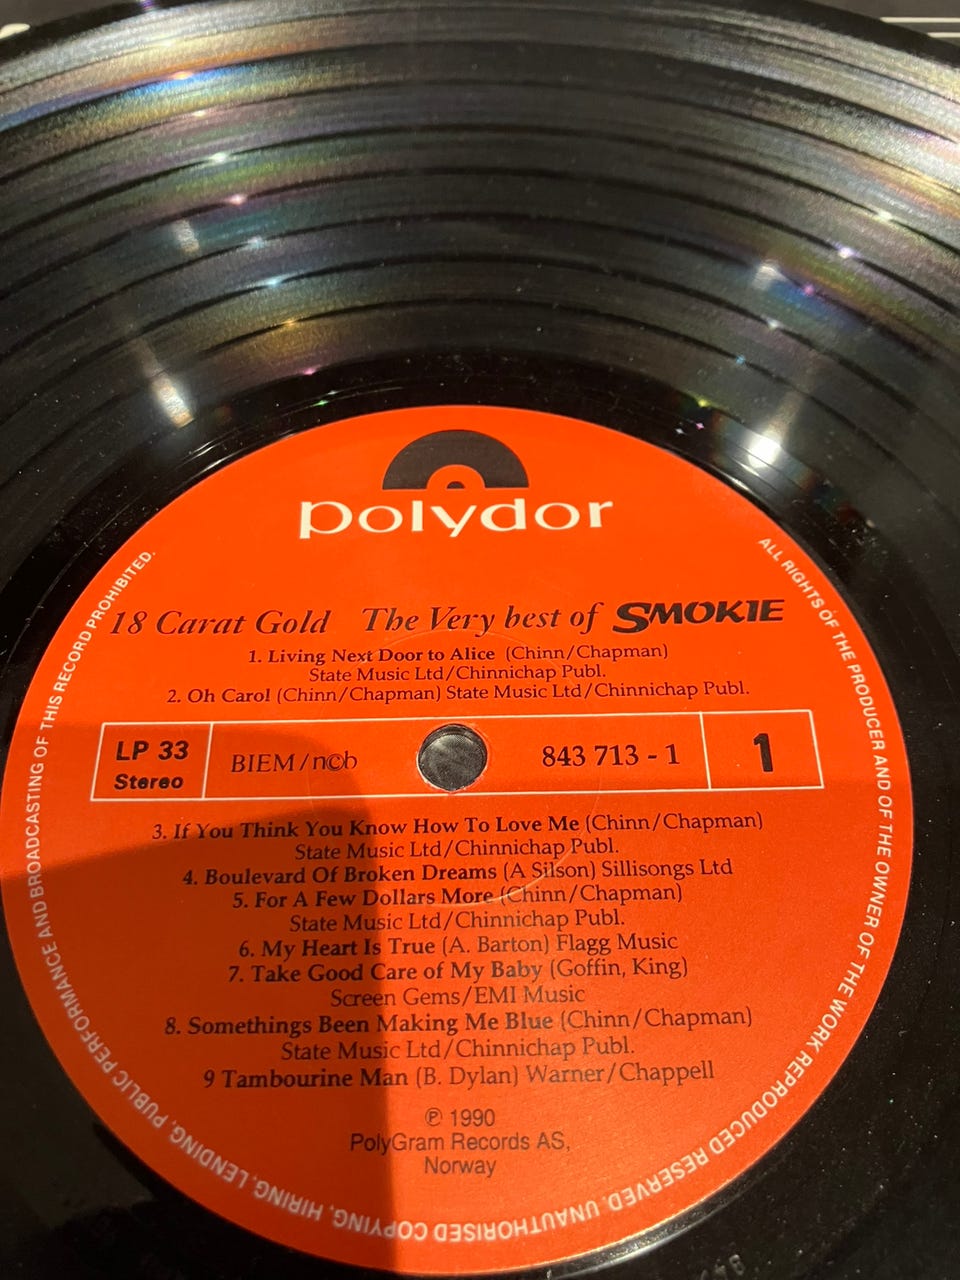 polydor
18 Carat Gold The Very best of SMOKIE
1. Living Next Door to Alice (Chinn/Chapman)
State Music Ltd/Chinnichap Publ.
2. Oh Carol (Chinn/Chapman) State Music Ltd/Chinnichap Publ.
LP 33
Stereo
BIEM/n©b
843 713 - 1
1
3. If You Think You Know How To Love Me (Chinn/Chapman)
State Music Ltd/Chinnichap Publ.
4. Boulevard Of Broken Dreams (A Silson) Sillisongs Ltd
5. For A Few Dollars More (Chinn/Chapman)
State Music Ltd/Chinnichap Publ.
6. My Heart Is True (A. Barton) Flagg Music
7. Take Good Care of My Baby (Goffin, King)
Screen Gems/EMI Music
8. Somethings Been Making Me Blue (Chinn/Chapman)
State Music Ltd/Chinnichap Publ.
9 Tambourine Man (B. Dylan) Warner/Chappell
℗ 1990
PolyGram Records AS,
Norway
ALL RIGHTS OF THE PRODUCER AND OF THE OWNER OF THE WORK REPRODUCED RESERVED. UNAUTHORISED COPYING, HIRING, LENDING, PUBLIC PERFORMANCE AND BROADCASTING OF THIS RECORD PROHIBITED.